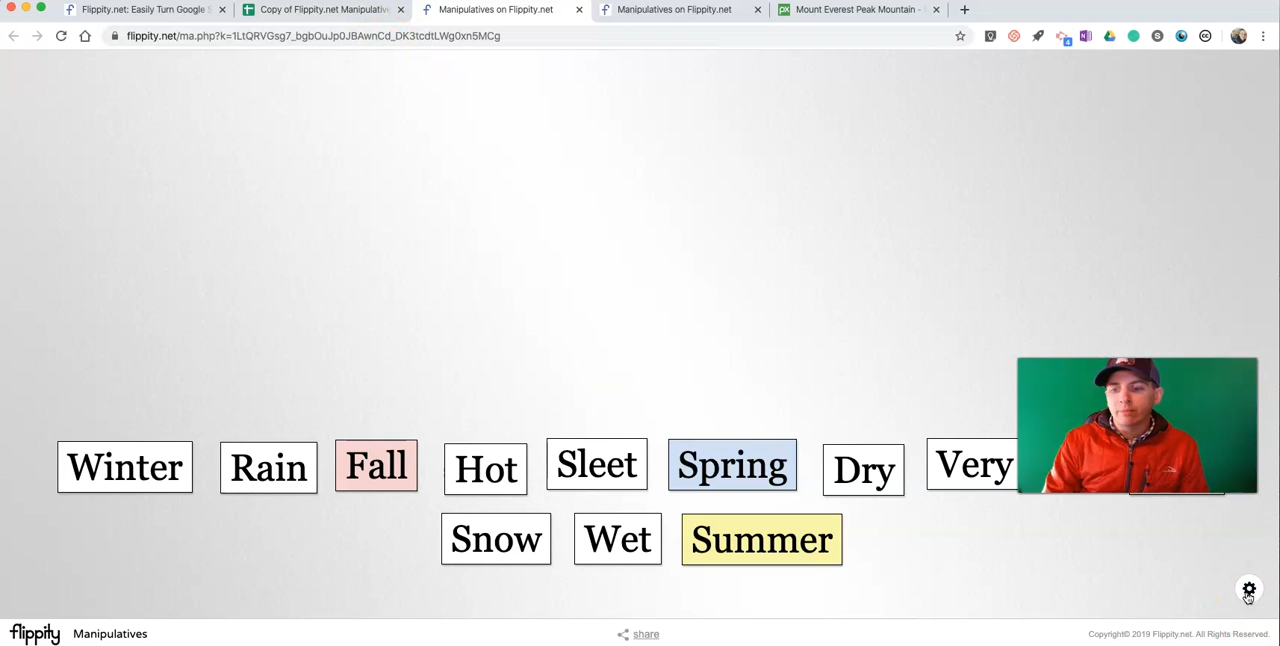 Flippity.net: Easily Turn Google S
Copy of Flippity.net Manipulative
Manipulatives on Flippity.net
Manipulatives on Flippity.net
Mount Everest Peak Mountain -
flippity.net/ma.php?k=1LtQRVGsg7_bgbOuJp0JBAwnCd_DK3tcdtLWg0xn5MCg
Winter Rain Fall Hot Sleet Spring Dry Very
Snow Wet Summer
flippity Manipulatives share Copyright© 2019 Flippity.net. All Rights Reserved.